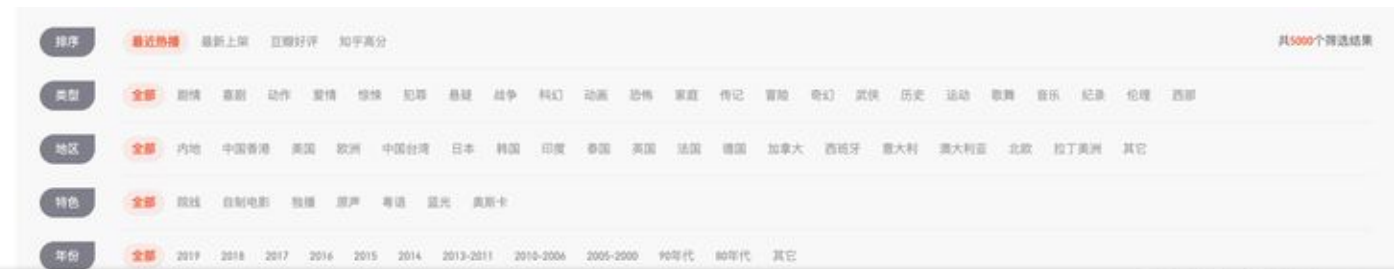 排序 最近热播 最新上架 豆瓣好评 知乎高分 共5000个筛选结果
类型 全部 剧情 喜剧 动作 爱情 惊悚 犯罪 悬疑 战争 科幻 动画 恐怖 家庭 传记 冒险 奇幻 武侠 历史 运动 歌舞 音乐 纪录 伦理 西部
地区 全部 内地 中国香港 美国 欧洲 中国台湾 日本 韩国 印度 泰国 英国 法国 德国 加拿大 西班牙 意大利 澳大利亚 北欧 拉丁美洲 其它
特色 全部 院线 自制电影 独播 原声 粤语 蓝光 奥斯卡
年份 全部 2019 2018 2017 2016 2015 2014 2013-2011 2010-2006 2005-2000 90年代 80年代 其它